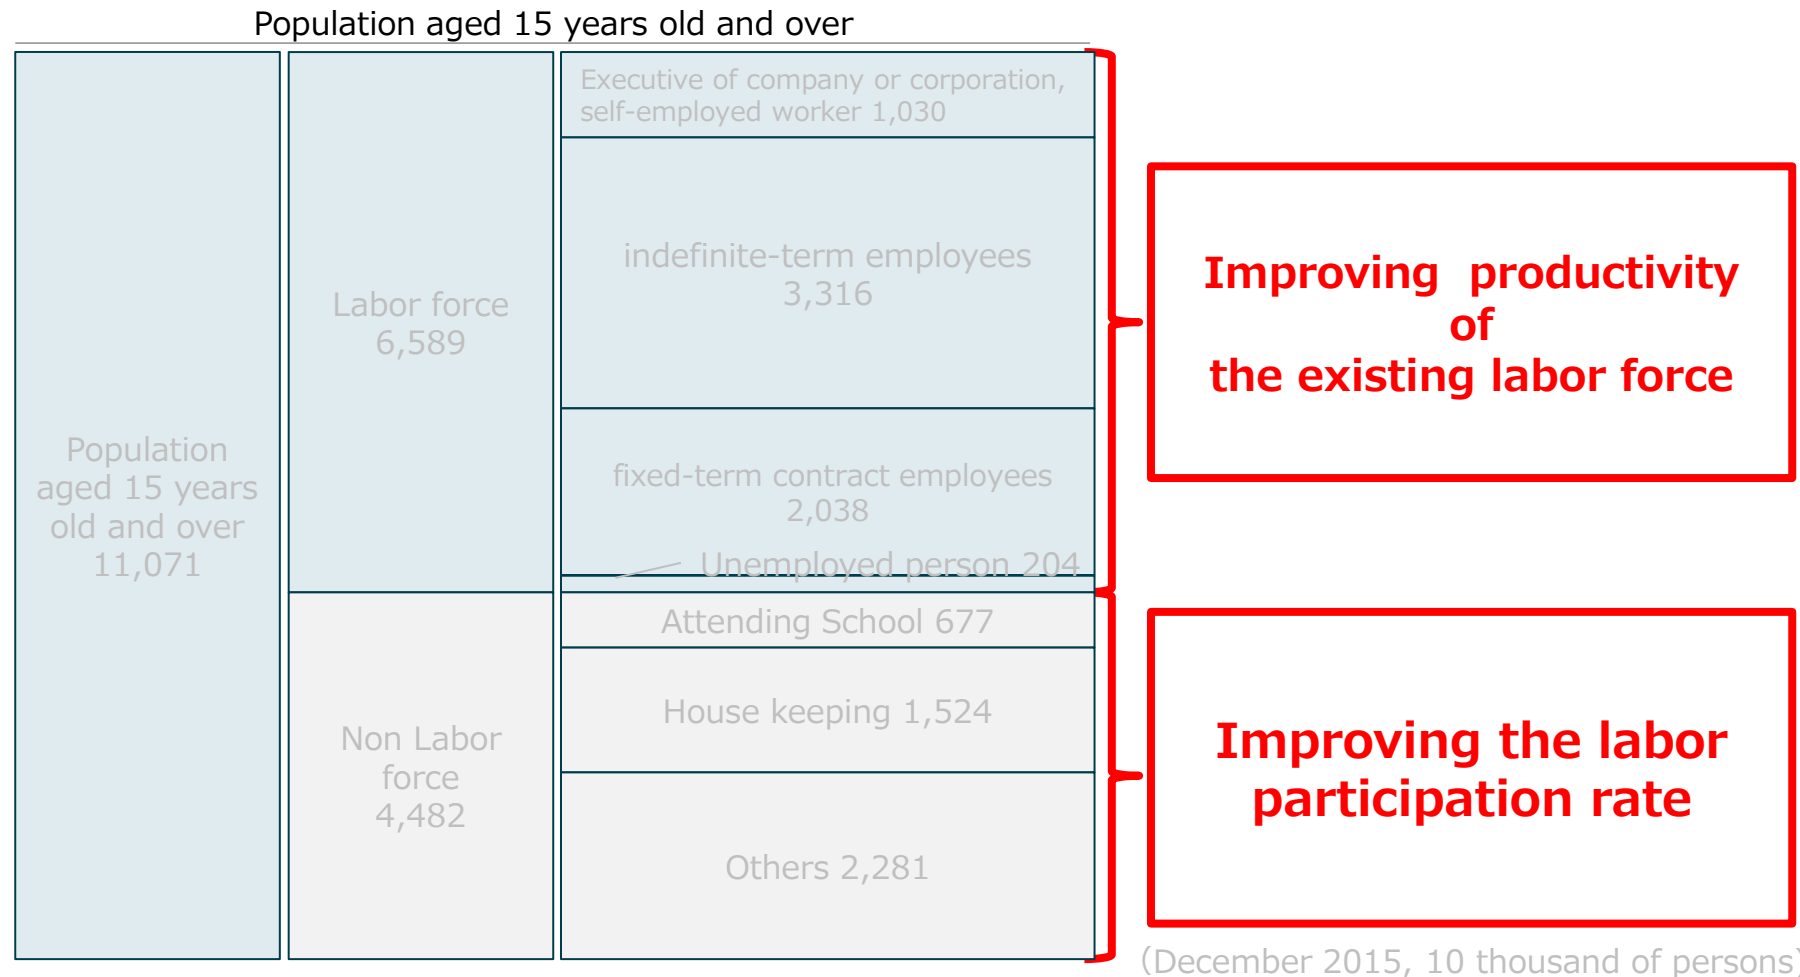 Population aged 15 years old and over
Population
aged 15 years
old and over
11,071
Labor force
6,589
Non Labor
force
4,482
Executive of company or corporation,
self-employed worker 1,030
indefinite-term employees
3,316
fixed-term contract employees
2,038
Unemployed person 204
Attending School 677
House keeping 1,524
Others 2,281
Improving productivity
of
the existing labor force
Improving the labor
participation rate
(December 2015, 10 thousand of persons)